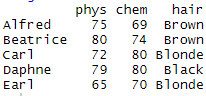 phys chem hair
Alfred 75 69 Brown
Beatrice 80 74 Brown
Carl 72 80 Blonde
Daphne 79 80 Black
Earl 65 70 Blonde